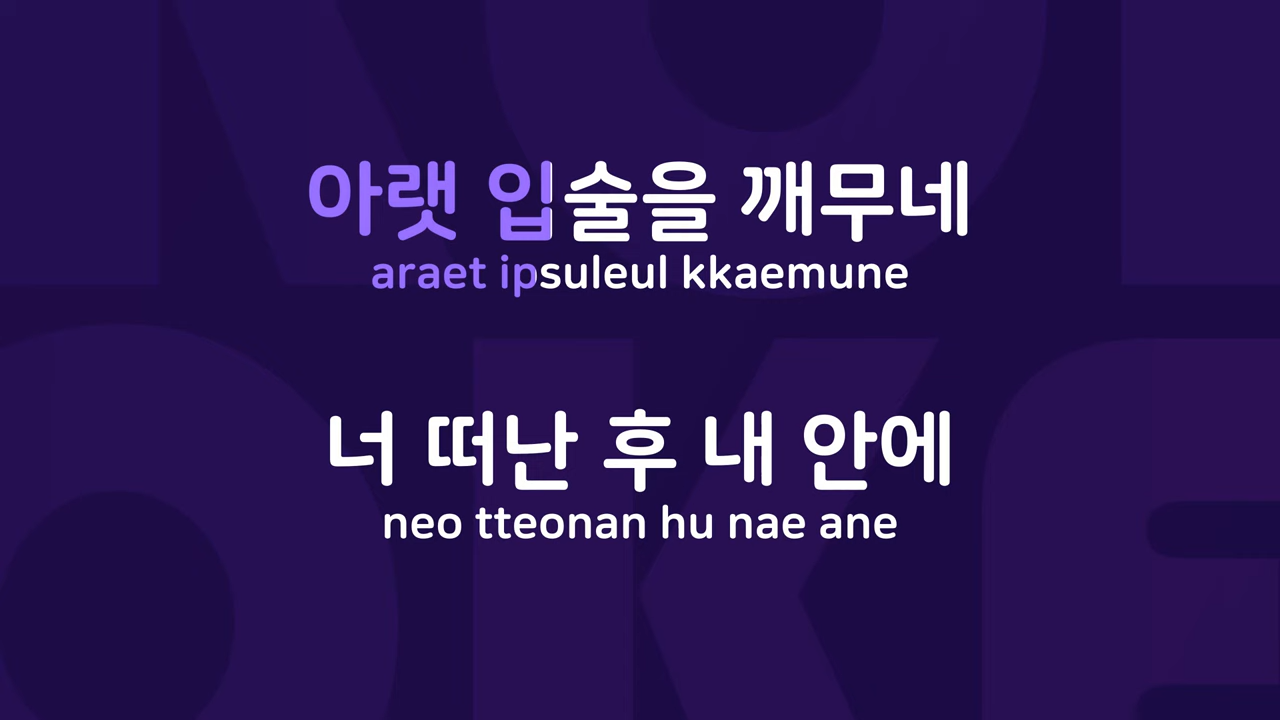 아랫 입술을 깨무네
araet ipsuleul kkaemune
너 떠난 후 내 안에
neo tteonan hu nae ane